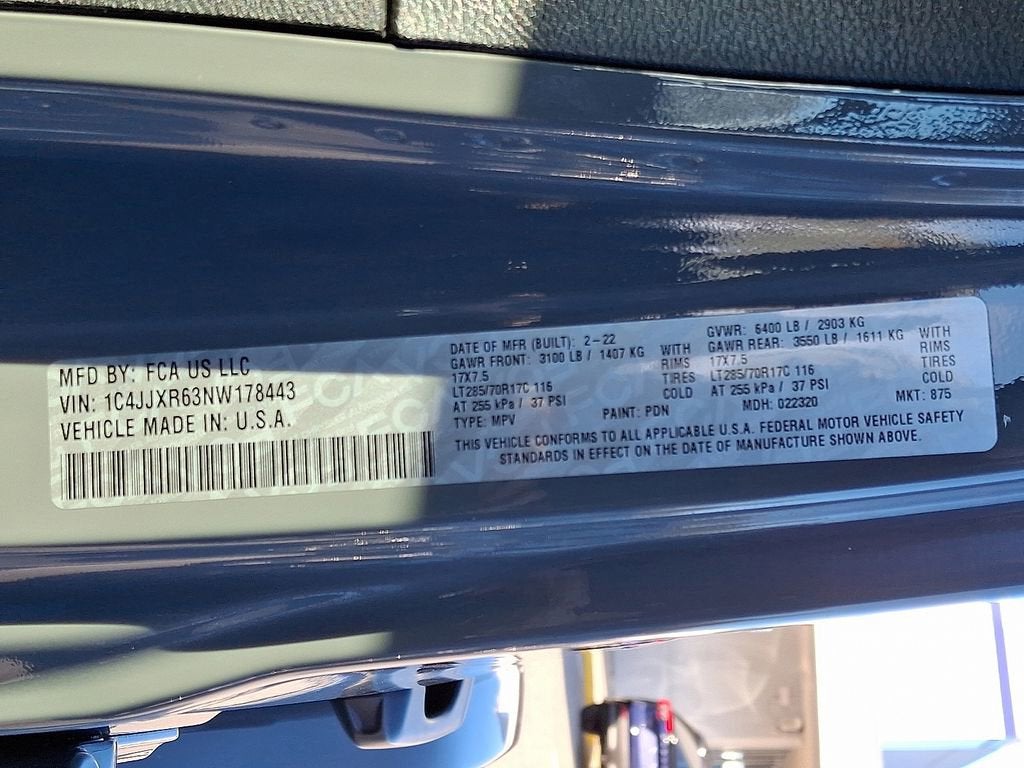 MFD BY: FCA US LLC
VIN: 1C4JJXR63NW178443
VEHICLE MADE IN: U.S.A.
DATE OF MFR (BUILT): 2-22
GAWR FRONT: 3100 LB / 1407 KG WITH
17X7.5 RIMS
LT285/70R17C 116 TIRES
AT 255 kPa / 37 PSI COLD
TYPE: MPV
PAINT: PDN
GVWR: 6400 LB / 2903 KG
GAWR REAR: 3550 LB / 1611 KG WITH
17X7.5 RIMS
LT285/70R17C 116 TIRES
AT 255 kPa / 37 PSI COLD
MDH: 022320
MKT: 875
THIS VEHICLE CONFORMS TO ALL APPLICABLE U.S.A. FEDERAL MOTOR VEHICLE SAFETY
STANDARDS IN EFFECT ON THE DATE OF MANUFACTURE SHOWN ABOVE.